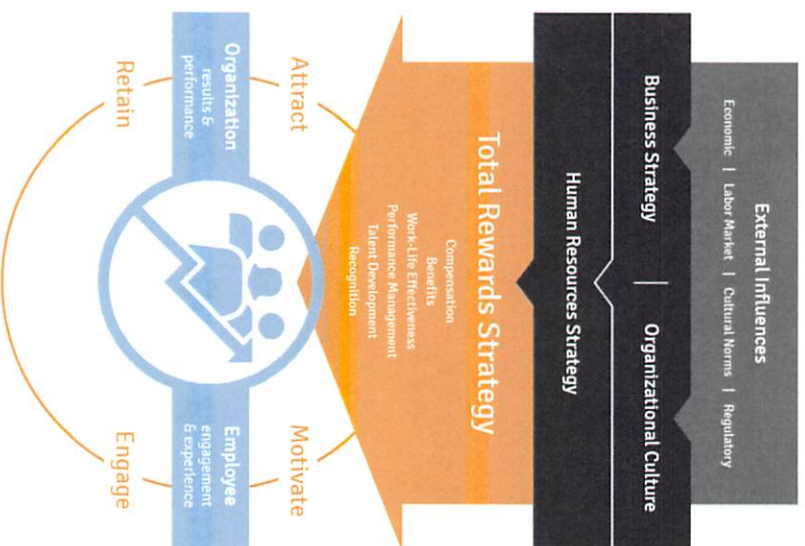 External Influences
Economic | Labor Market | Cultural Norms | Regulatory
Business Strategy | Organizational Culture
Human Resources Strategy
Total Rewards Strategy
Compensation
Benefits
Work-Life Effectiveness
Performance Management
Talent Development
Recognition
Attract
Motivate
Organization
results &
performance
Employee
engagement
& experience
Retain
Engage